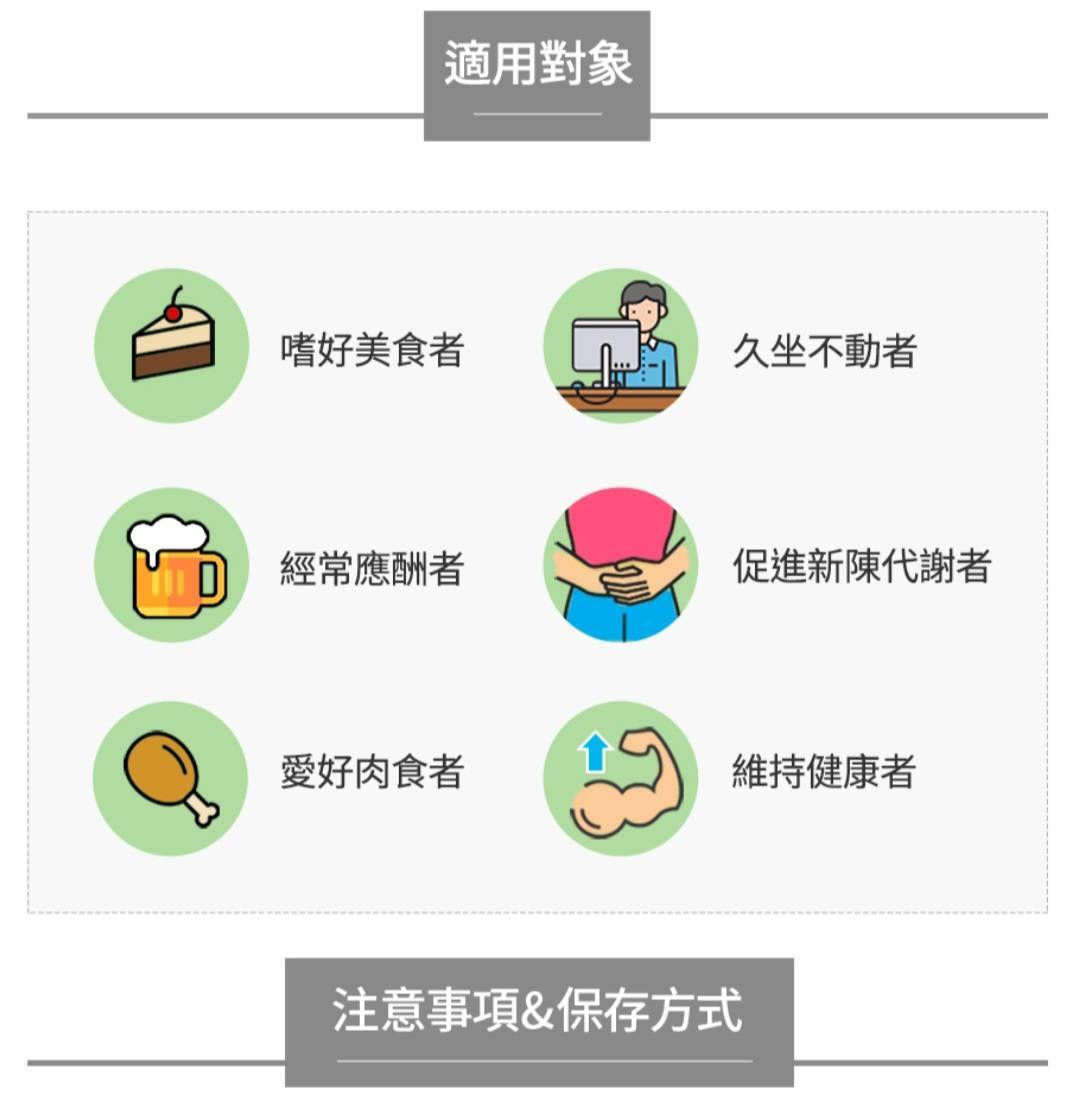 適用對象
嗜好美食者
久坐不動者
經常應酬者
促進新陳代謝者
愛好肉食者
維持健康者
注意事項&保存方式